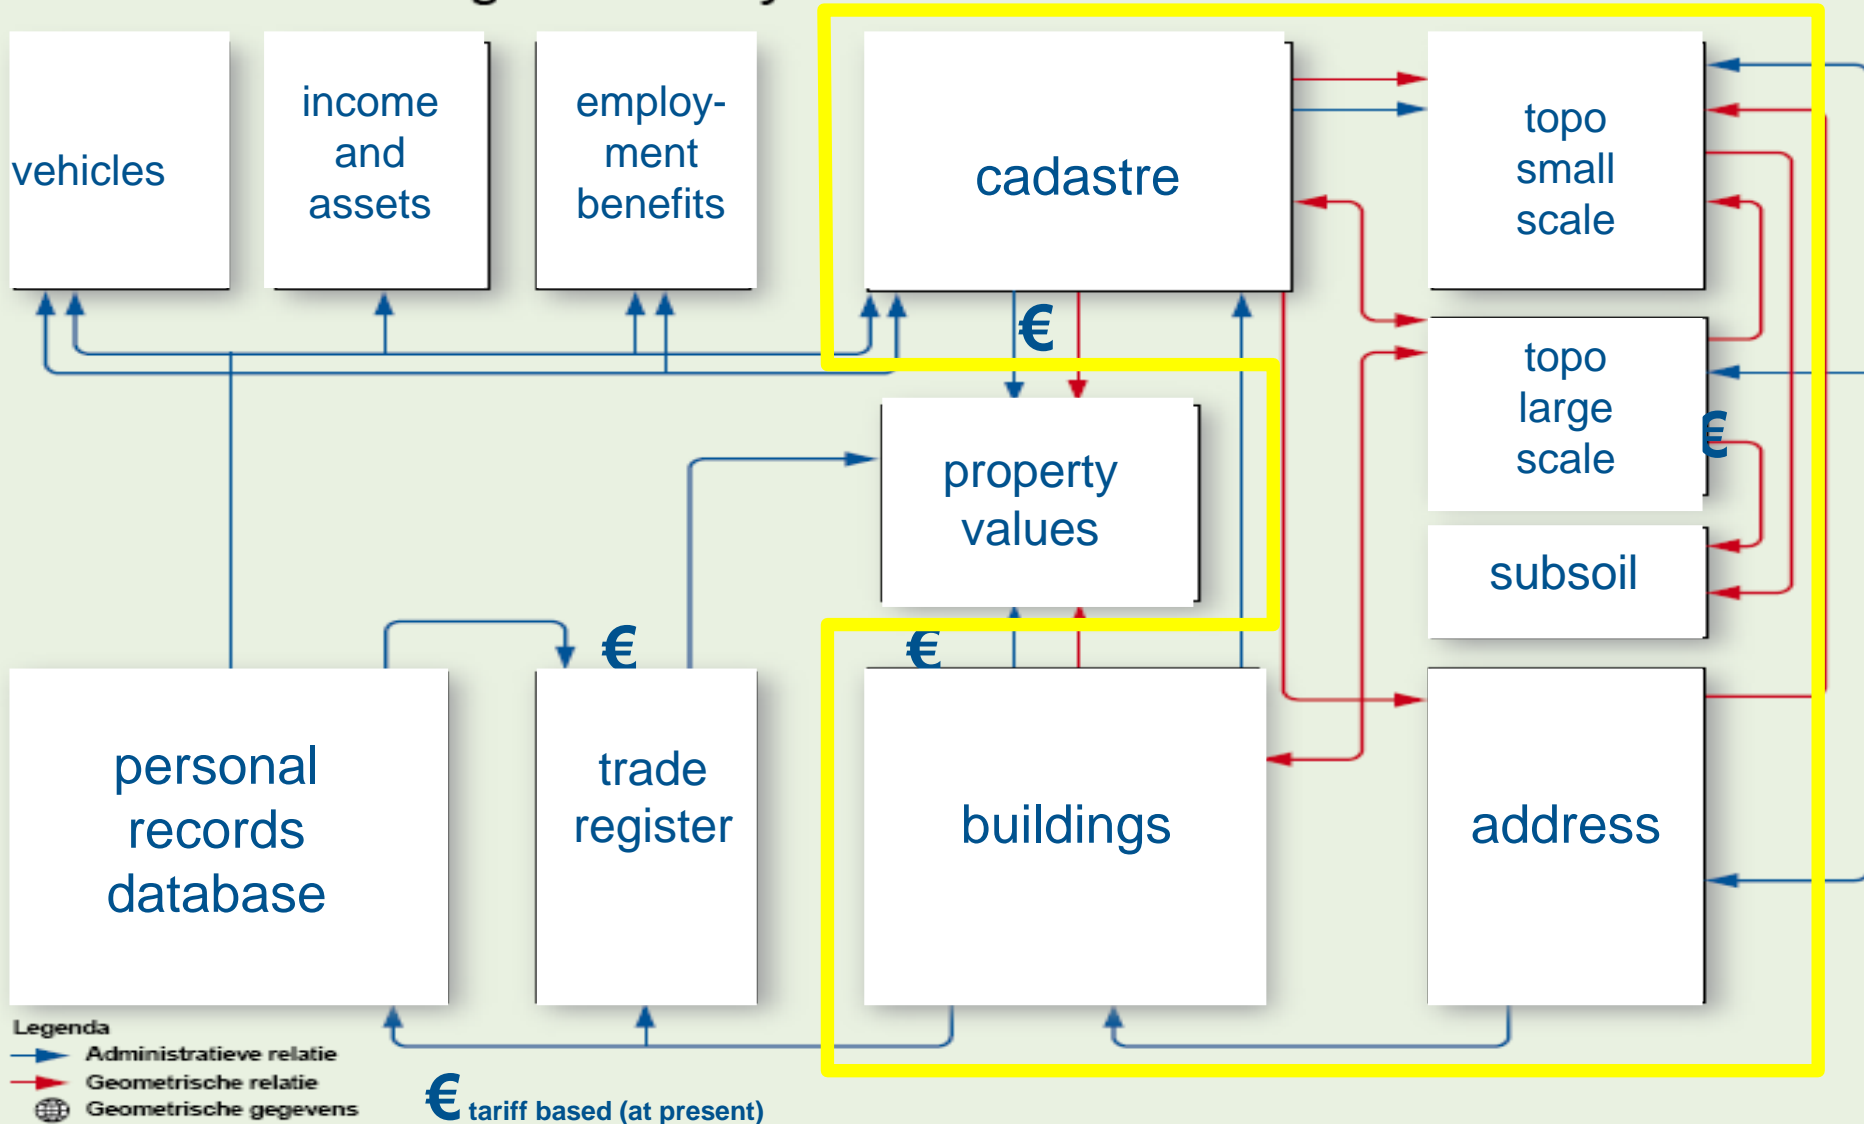 vehicles
income
and
assets
employ-
ment
benefits
cadastre
topo
small
scale
€
topo
large
scale
€
property
values
subsoil
€
€
personal
records
database
trade
register
buildings
address
Legenda
Administratieve relatie
Geometrische relatie
Geometrische gegevens
€ tariff based (at present)